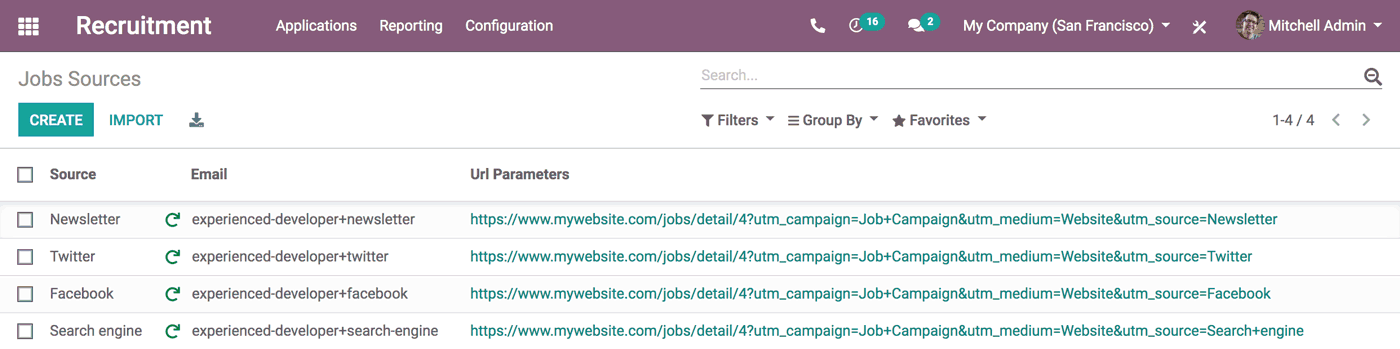 Recruitment Applications Reporting Configuration 16 2 My Company (San Francisco) Mitchell Admin
Jobs Sources Search...
CREATE IMPORT Filters Group By Favorites 1-4 / 4
Source Email Url Parameters
Newsletter experienced-developer+newsletter https://www.mywebsite.com/jobs/detail/4?utm_campaign=Job+Campaign&utm_medium=Website&utm_source=Newsletter
Twitter experienced-developer+twitter https://www.mywebsite.com/jobs/detail/4?utm_campaign=Job+Campaign&utm_medium=Website&utm_source=Twitter
Facebook experienced-developer+facebook https://www.mywebsite.com/jobs/detail/4?utm_campaign=Job+Campaign&utm_medium=Website&utm_source=Facebook
Search engine experienced-developer+search-engine https://www.mywebsite.com/jobs/detail/4?utm_campaign=Job+Campaign&utm_medium=Website&utm_source=Search+engine